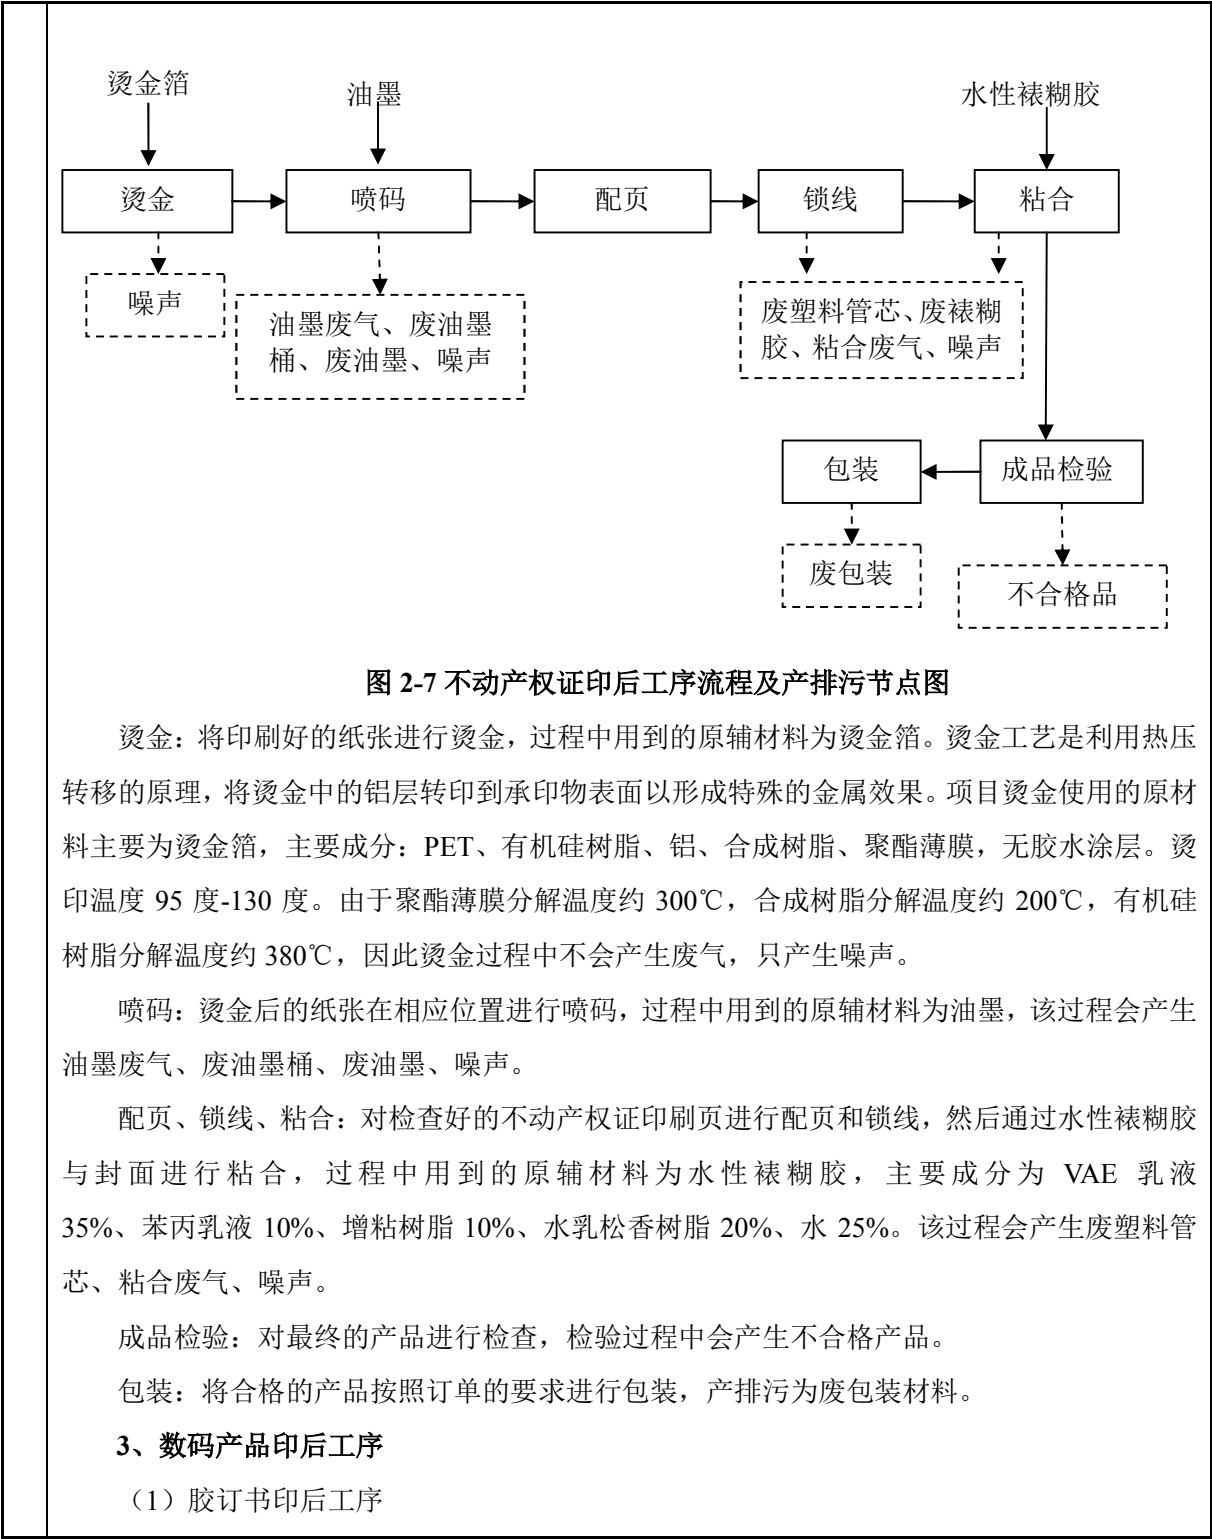 烫金箔
油墨
水性裱糊胶
烫金
喷码
配页
锁线
粘合
噪声
油墨废气、废油墨
桶、废油墨、噪声
废塑料管芯、废裱糊
胶、粘合废气、噪声
包装
成品检验
废包装
不合格品
图 2-7 不动产权证印后工序流程及产排污节点图
烫金：将印刷好的纸张进行烫金，过程中用到的原辅材料为烫金箔。烫金工艺是利用热压
转移的原理，将烫金中的铝层转印到承印物表面以形成特殊的金属效果。项目烫金使用的原材
料主要为烫金箔，主要成分：PET、有机硅树脂、铝、合成树脂、聚酯薄膜，无胶水涂层。烫
印温度 95 度-130 度。由于聚酯薄膜分解温度约 300℃，合成树脂分解温度约 200℃，有机硅
树脂分解温度约 380℃，因此烫金过程中不会产生废气，只产生噪声。
喷码：烫金后的纸张在相应位置进行喷码，过程中用到的原辅材料为油墨，该过程会产生
油墨废气、废油墨桶、废油墨、噪声。
配页、锁线、粘合：对检查好的不动产权证印刷页进行配页和锁线，然后通过水性裱糊胶
与封面进行粘合，过程中用到的原辅材料为水性裱糊胶，主要成分为 VAE 乳液
35%、苯丙乳液 10%、增粘树脂 10%、水乳松香树脂 20%、水 25%。该过程会产生废塑料管
芯、粘合废气、噪声。
成品检验：对最终的产品进行检查，检验过程中会产生不合格产品。
包装：将合格的产品按照订单的要求进行包装，产排污为废包装材料。
3、数码产品印后工序
（1）胶订书印后工序